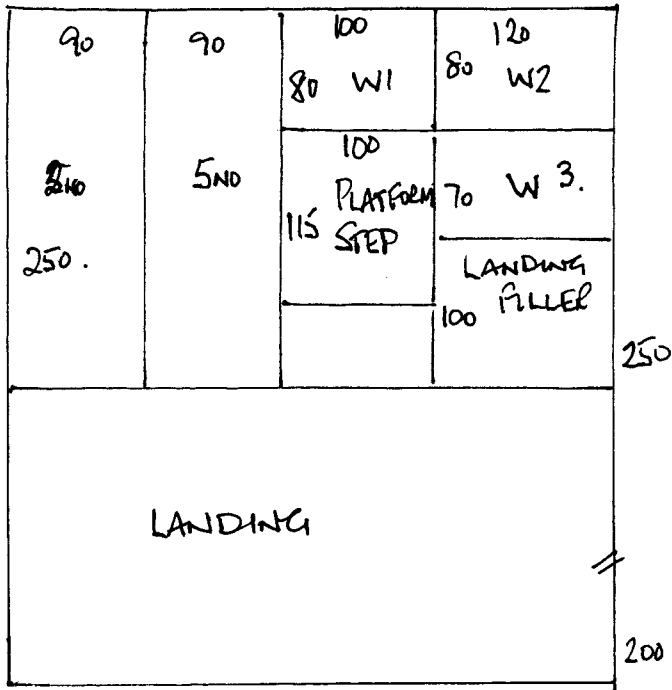 90
90
100
80 W1
120
80 W2
5NO
250.
5NO
100
PLATFORM
115 STEP
70 W 3.
LANDING
FILLER
100
250
LANDING
200